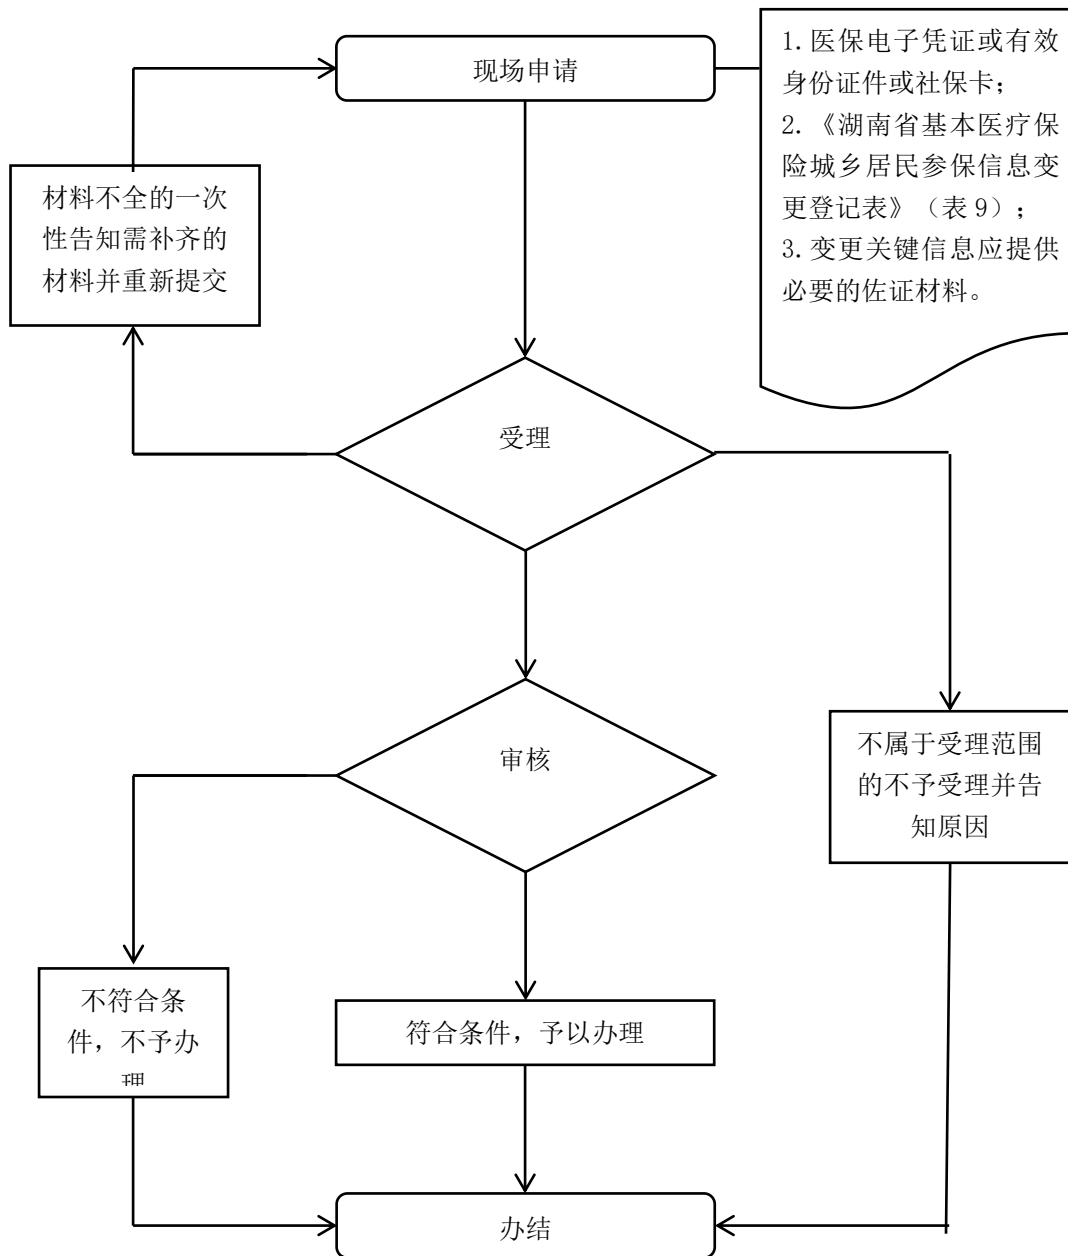 现场申请
1.医保电子凭证或有效
身份证件或社保卡；
2.《湖南省基本医疗保
险城乡居民参保信息变
更登记表》（表9）；
3.变更关键信息应提供
必要的佐证材料。
材料不全的一次
性告知需补齐的
材料并重新提交
受理
审核
不属于受理范围
的不予受理并告
知原因
不符合条
件，不予办
理
符合条件，予以办理
办结